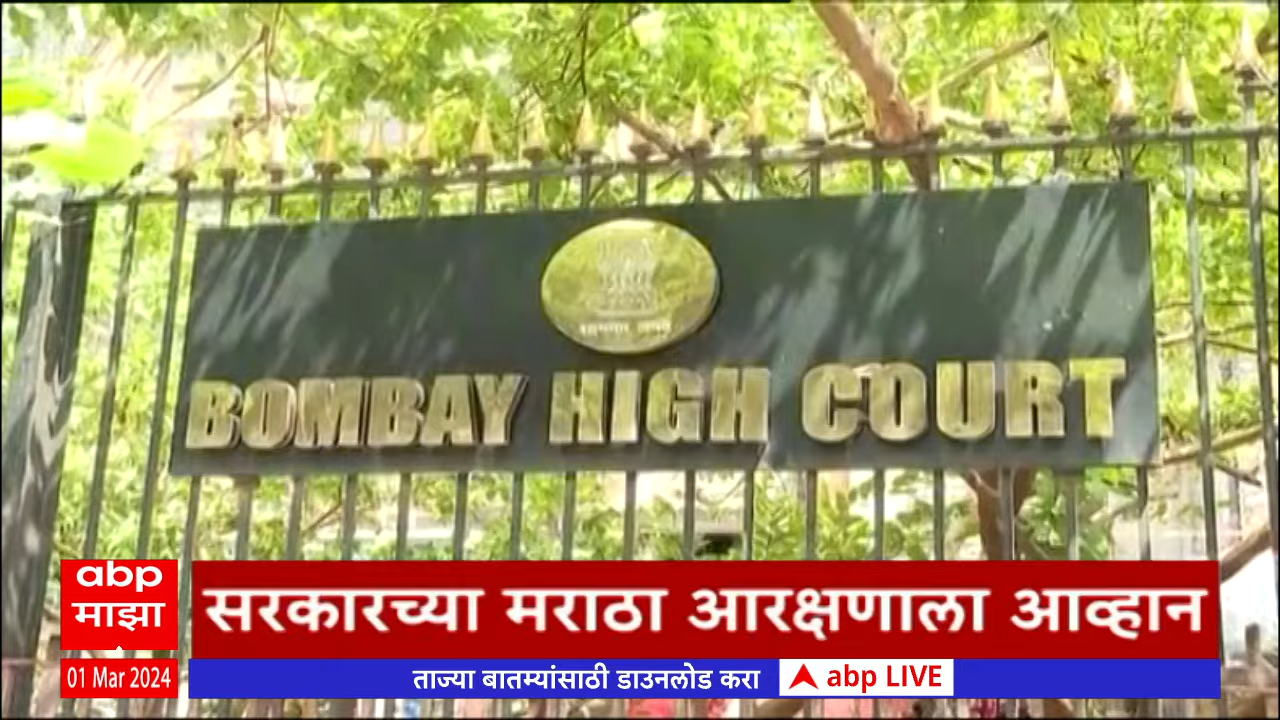 BOMBAY HIGH COURT
abp
माझा
सरकारच्या मराठा आरक्षणाला आव्हान
01 Mar 2024
ताज्या बातम्यांसाठी डाउनलोड करा abp LIVE